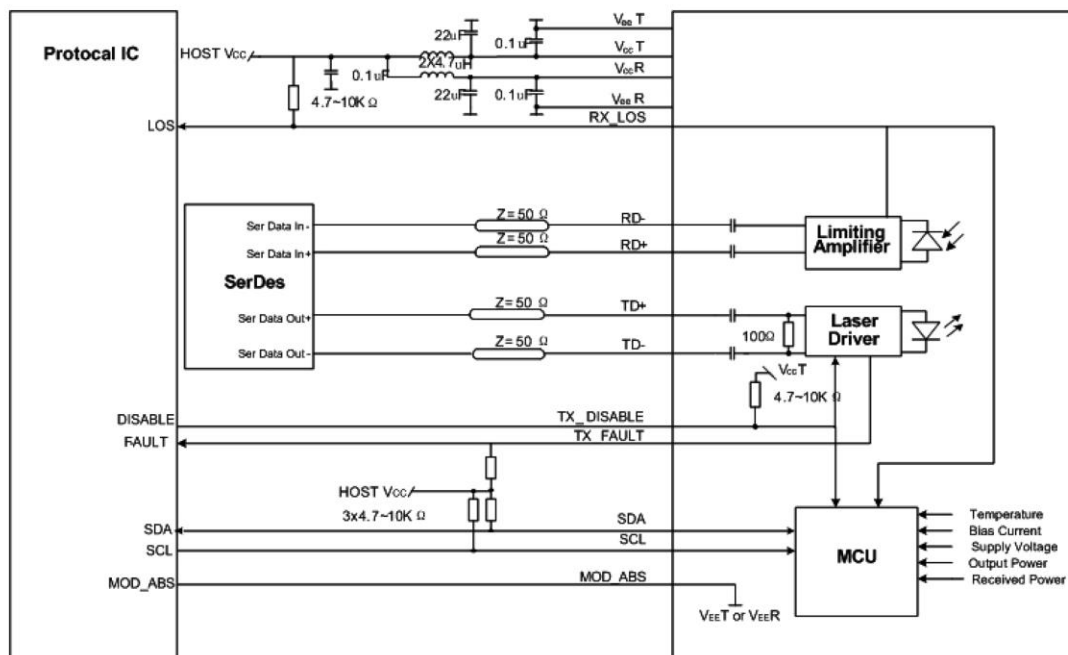 Protocal IC
HOST Vcc
22uF
0.1uF
VeeT
VccT
2X4.7uH
VccR
0.1uF
22uF
0.1uF
VeeR
4.7~10K Ω
LOS
RX_LOS
Z= 50 Ω
RD-
Ser Data In -
Z= 50 Ω
RD+
Ser Data In+
Limiting
Amplifier
SerDes
Z= 50 Ω
TD+
Ser Data Out+
100Ω
Laser
Driver
Z= 50 Ω
TD-
Ser Data Out -
VccT
4.7~10K Ω
DISABLE
TX_DISABLE
FAULT
TX_FAULT
HOST Vcc
3x4.7~10K Ω
SDA
SDA
SCL
SCL
MCU
Temperature
Bias Current
Supply Voltage
Output Power
Received Power
MOD_ABS
MOD_ABS
VEET or VEER